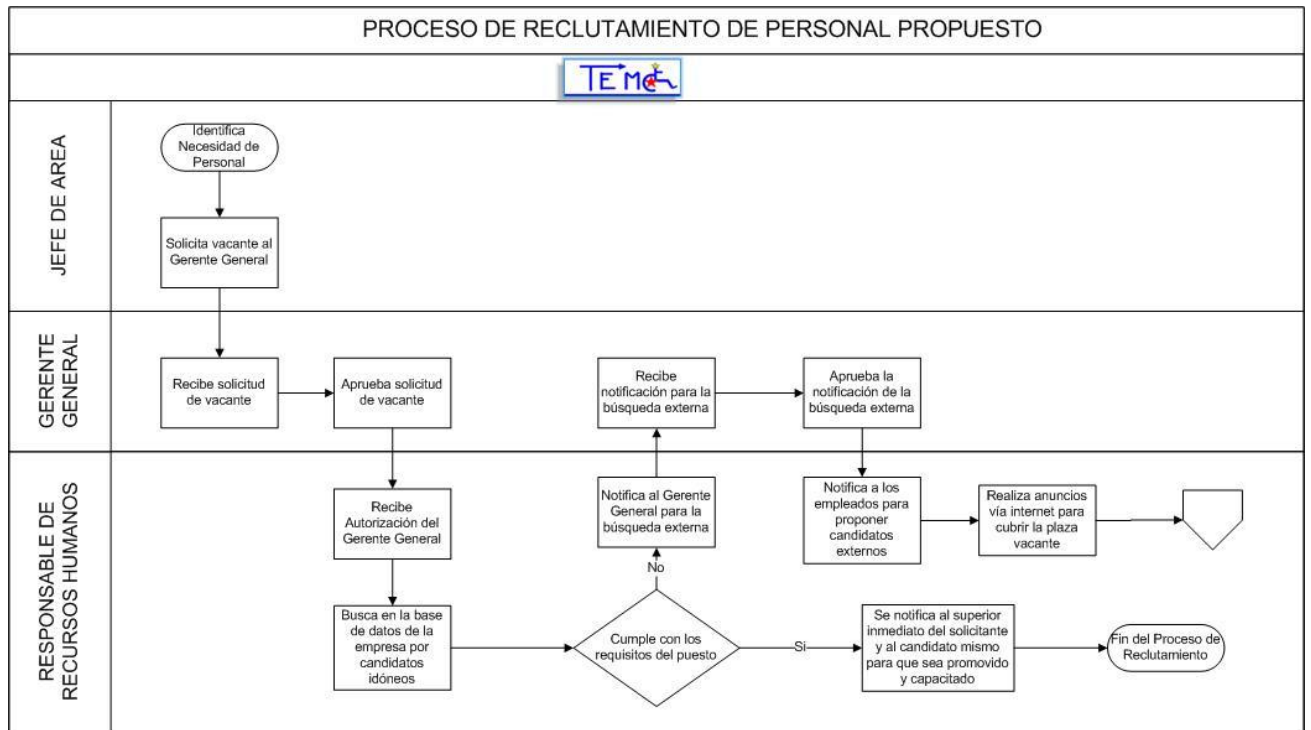 PROCESO DE RECLUTAMIENTO DE PERSONAL PROPUESTO
TEMC
JEFE DE AREA
Identifica
Necesidad de
Personal
Solicita vacante al
Gerente General
GERENTE
GENERAL
Recibe solicitud
de vacante
Aprueba solicitud
de vacante
Recibe
notificación para la
búsqueda externa
Aprueba la
notificación de la
búsqueda externa
RESPONSABLE DE
RECURSOS HUMANOS
Recibe
Autorización del
Gerente General
Notifica al Gerente
General para la
búsqueda externa
Notifica a los
empleados para
proponer
candidatos
externos
Realiza anuncios
vía internet para
cubrir la plaza
vacante
No
Busca en la base
de datos de la
empresa por
candidatos
idóneos
Cumple con los
requisitos del puesto
Si
Se notifica al superior
inmediato del solicitante
y al candidato mismo
para que sea promovido
y capacitado
Fin del Proceso de
Reclutamiento